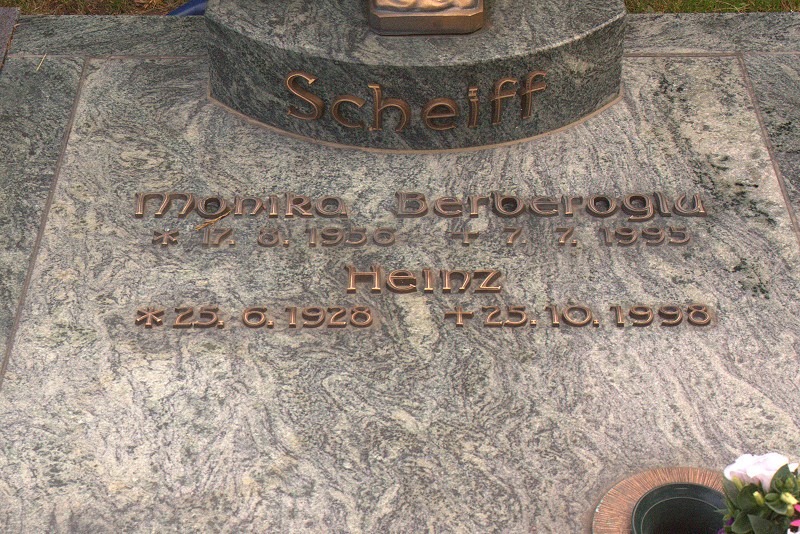 Scheiff
Monika Berberoglu
* 17. 8. 1956 + 7. 7. 1995
Heinz
* 25. 6. 1928 + 25. 10. 1998